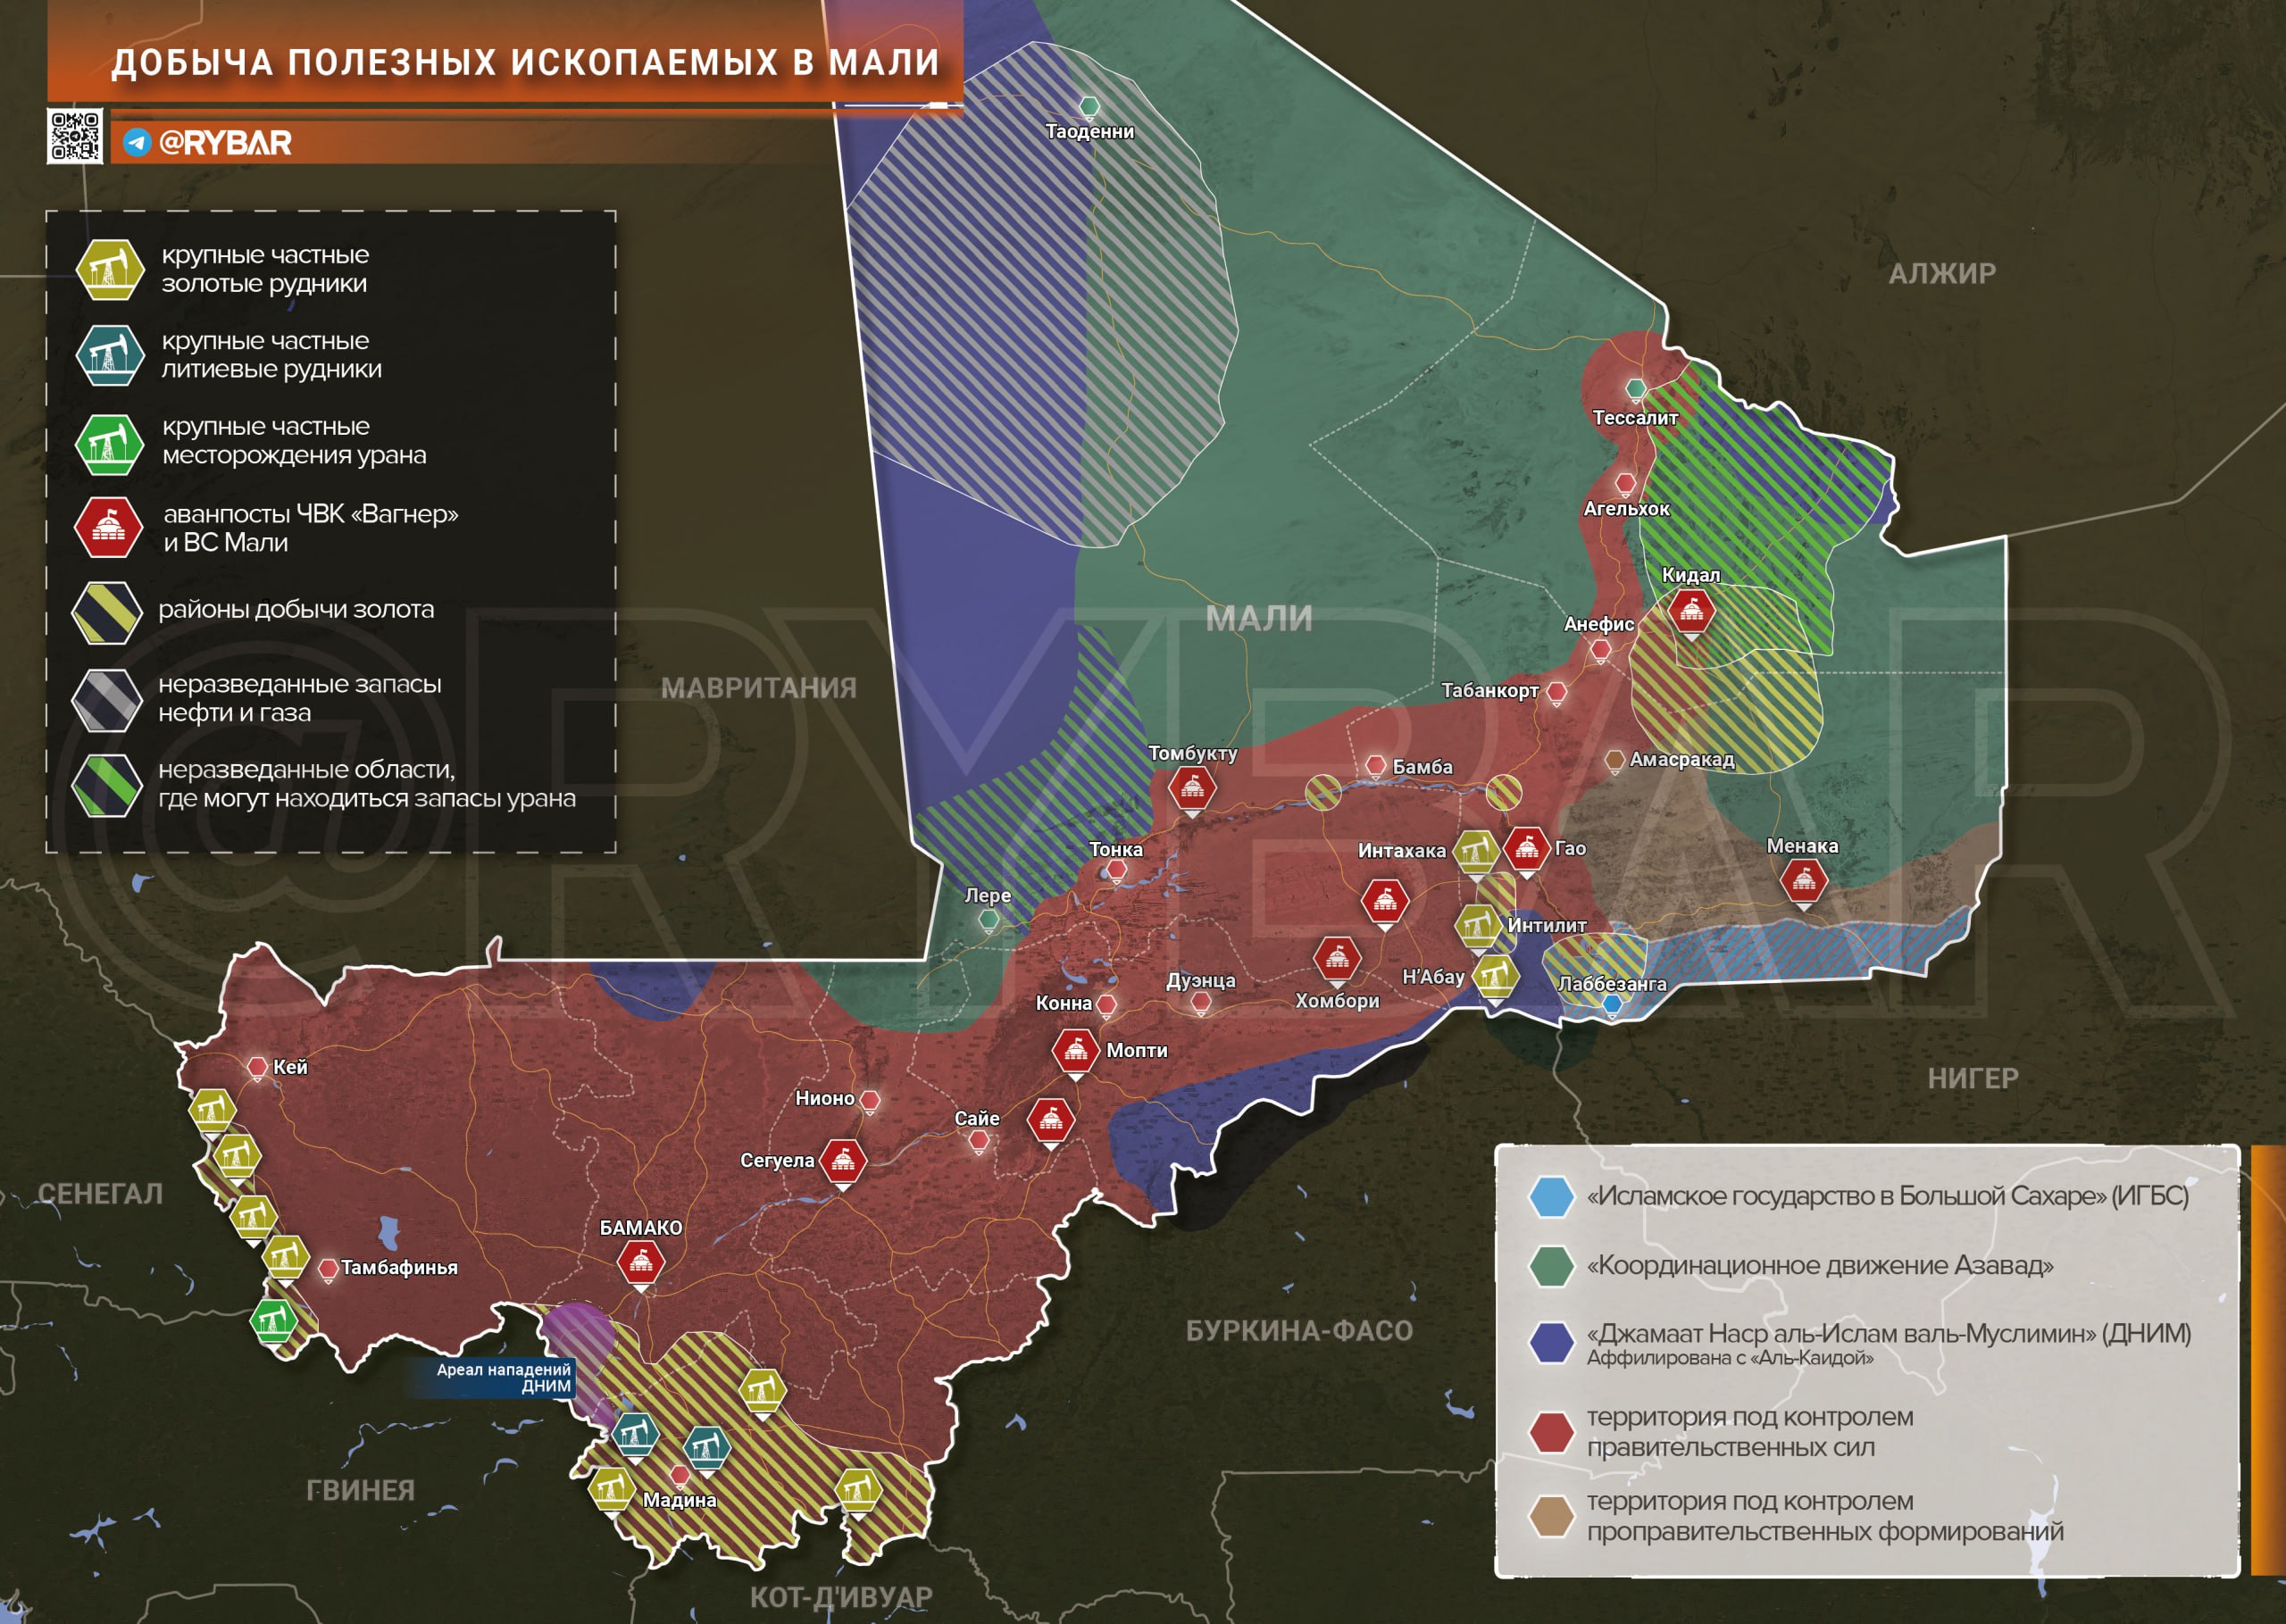 ДОБЫЧА ПОЛЕЗНЫХ ИСКОПАЕМЫХ В МАЛИ
@RYBAR
крупные частные
золотые рудники
крупные частные
литиевые рудники
крупные частные
месторождения урана
аванпосты ЧВК «Вагнер»
и ВС Мали
районы добычи золота
неразведанные запасы
нефти и газа
неразведанные области,
где могут находиться запасы урана
Таоденни
АЛЖИР
Тессалит
Агельхок
Кидал
МАЛИ
Анефис
МАВРИТАНИЯ
Табанкорт
Томбукту
Бамба
Амасракад
Тонка
Интахака
Гао
Менака
Лере
Интилит
Дуэнца
Н'Абау
Лаббезанга
Конна
Хомбори
Мопти
Кей
НИГЕР
Нионо
Сайе
Сегуела
СЕНЕГАЛ
БАМАКО
Тамбафинья
БУРКИНА-ФАСО
Ареал нападений
ДНИМ
ГВИНЕЯ
Мадина
КОТ-Д'ИВУАР
«Исламское государство в Большой Сахаре» (ИГБС)
«Координационное движение Азавад»
«Джамаат Наср аль-Ислам валь-Муслимин» (ДНИМ)
Аффилирована с «Аль-Каидой»
территория под контролем
правительственных сил
территория под контролем
проправительственных формирований
@RYBAR